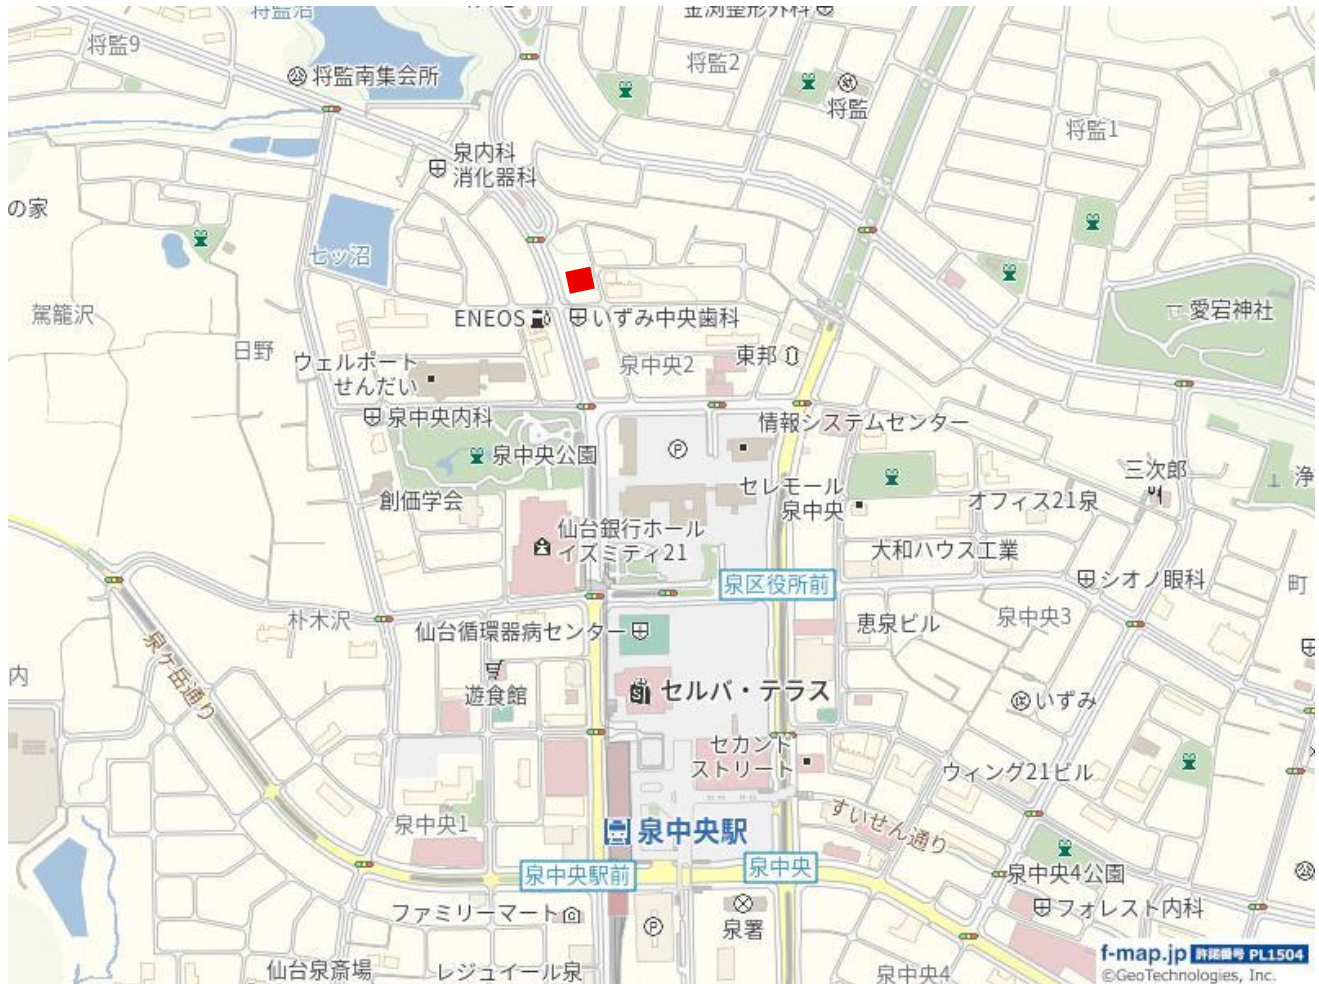 将監沼
金渕整形外科
将監9
将監2
将監南集会所
将監
将監1
泉内科
消化器科
の家
七ッ沼
愛宕神社
駕籠沢
ENEOS
いずみ中央歯科
日野
ウェルポート
せんだい
泉中央2
東邦
泉中央内科
情報システムセンター
泉中央公園
三次郎
浄
セレモール
泉中央
オフィス21泉
創価学会
仙台銀行ホール
イズミティ21
大和ハウス工業
泉区役所前
シオノ眼科
町
朴木沢
仙台循環器病センター
恵泉ビル
泉中央3
泉ケ岳通り
内
遊食館
セルバ・テラス
いずみ
セカンド
ストリート
ウィング21ビル
泉中央1
泉中央駅
すいせん通り
泉中央駅前
泉中央
泉中央4公園
ファミリーマート
泉署
フォレスト内科
仙台泉斎場
レジュイール泉
泉中央4
f-map.jp 許諾番号 PL1504
©GeoTechnologies, Inc.